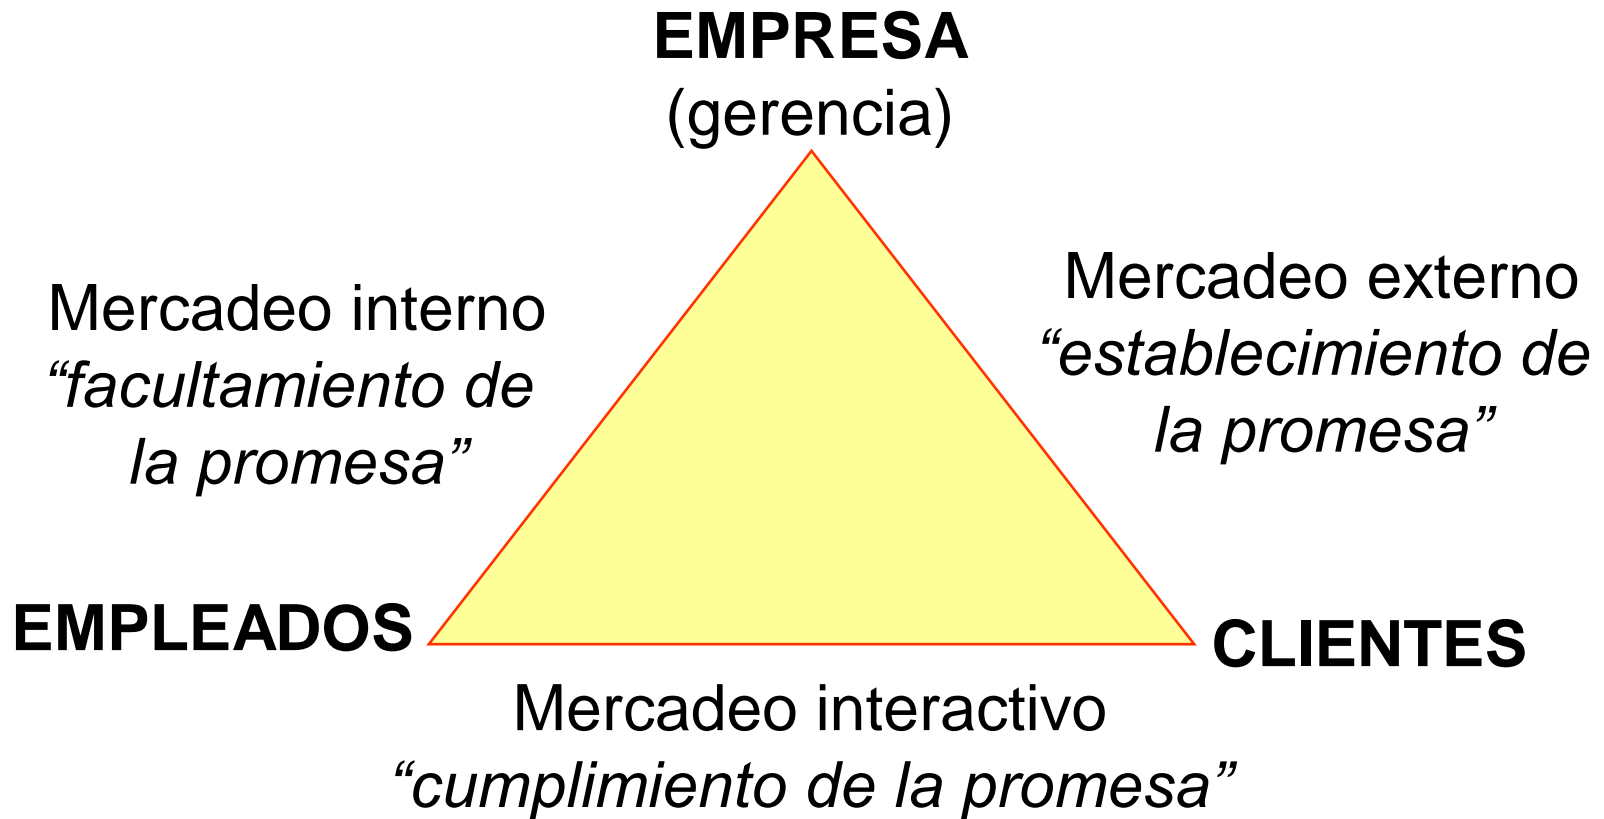 EMPRESA
(gerencia)
Mercadeo interno
“facultamiento de
la promesa”
Mercadeo externo
“establecimiento de
la promesa”
EMPLEADOS
CLIENTES
Mercadeo interactivo
“cumplimiento de la promesa”